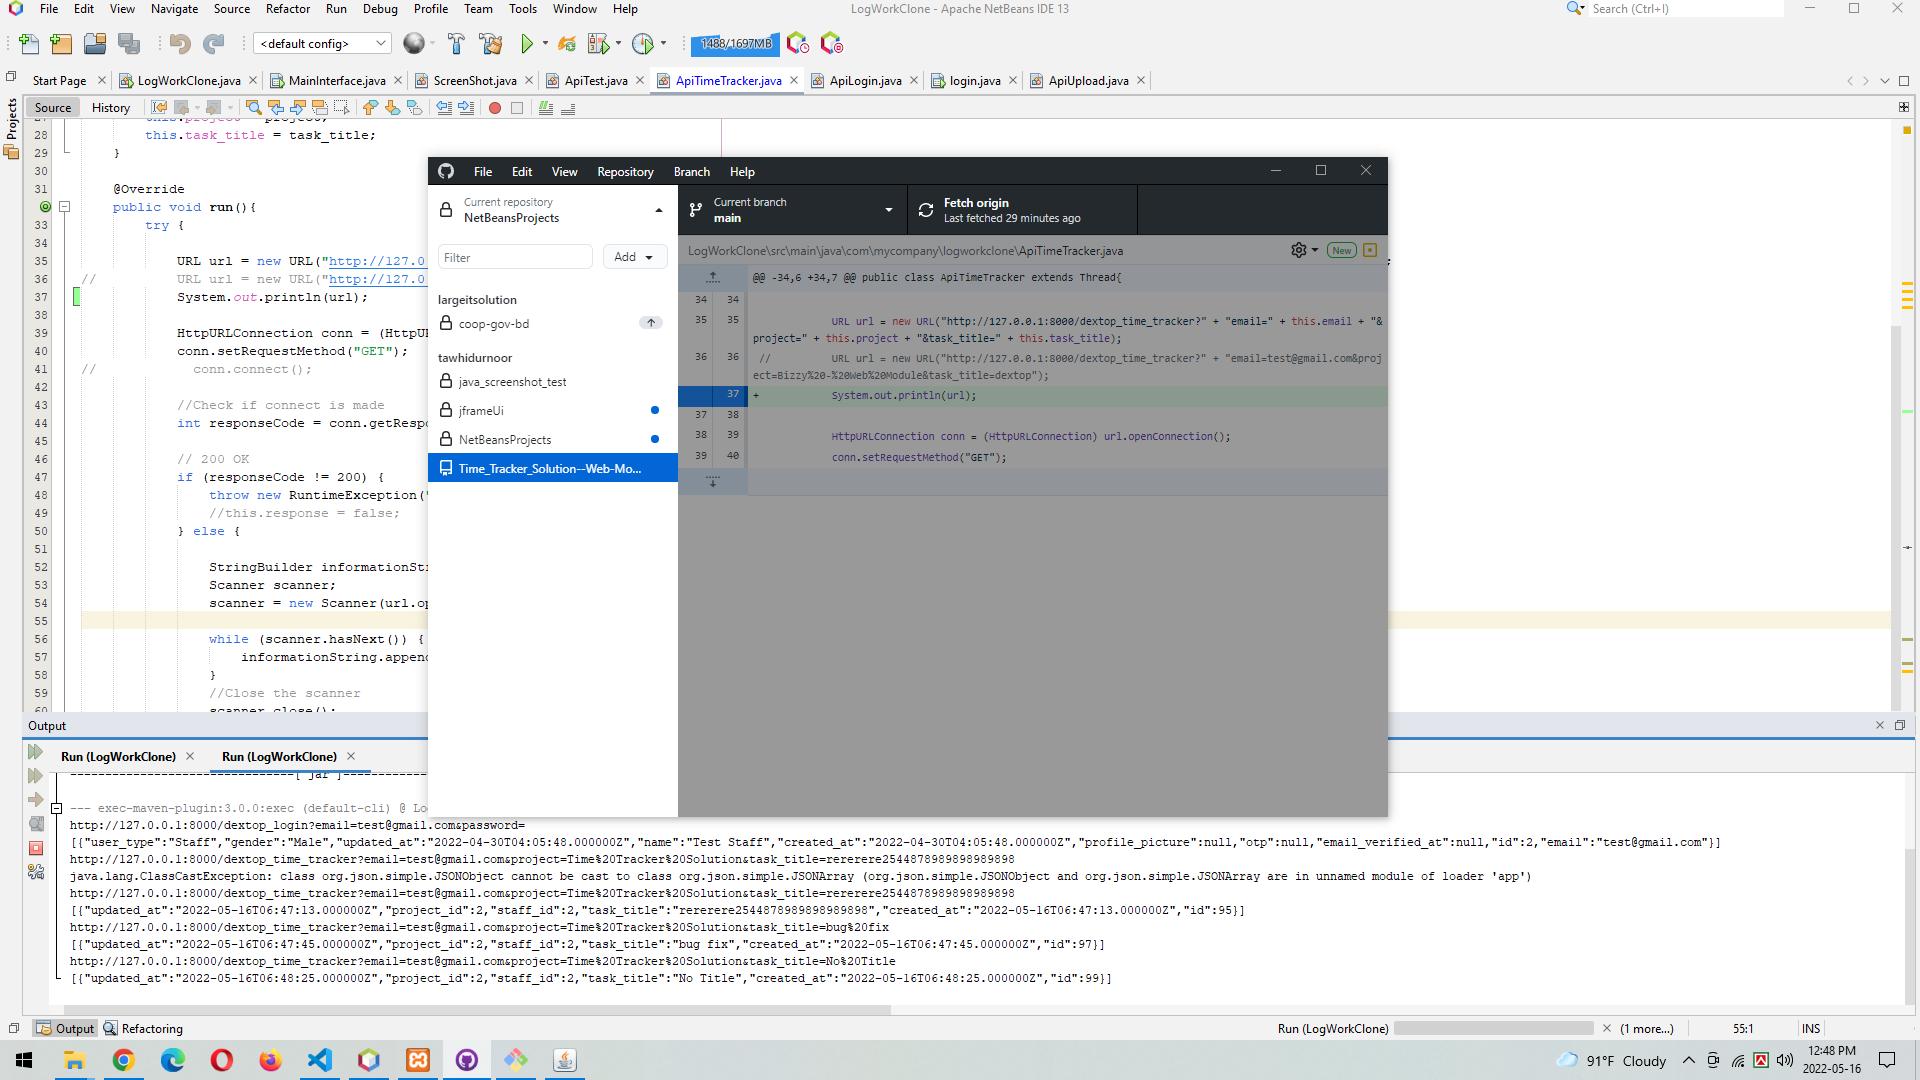 File Edit View Navigate Source Refactor Run Debug Profile Team Tools Window Help
LogWorkClone - Apache NetBeans IDE 13
Search (Ctrl+I)
<default config>
1488/1697MB
Start Page LogWorkClone.java MainInterface.java ScreenShot.java ApiTest.java ApiTimeTracker.java ApiLogin.java login.java ApiUpload.java
Source History
Projects
28 this.task_title = task_title;
29 }
30
31 @Override
public void run(){
33 try {
34
35 URL url = new URL("http://127.0
36 // URL url = new URL("http://127.0
37 System.out.println(url);
38
39 HttpURLConnection conn = (HttpUR
40 conn.setRequestMethod("GET");
41 // conn.connect();
42
43 //Check if connect is made
44 int responseCode = conn.getRespo
45
46 // 200 OK
47 if (responseCode != 200) {
48 throw new RuntimeException("
49 //this.response = false;
50 } else {
51
52 StringBuilder informationStr
53 Scanner scanner;
54 scanner = new Scanner(url.op
55
56 while (scanner.hasNext()) {
57 informationString.append
58 }
59 //Close the scanner
60 scanner.close();
File Edit View Repository Branch Help
Current repository
NetBeansProjects
Current branch
main
Fetch origin
Last fetched 29 minutes ago
Filter
Add
largeitsolution
coop-gov-bd
tawhidurnoor
java_screenshot_test
jframeUi
NetBeansProjects
Time_Tracker_Solution--Web-Mo...
LogWorkClone\src\main\java\com\mycompany\logworkclone\ApiTimeTracker.java
New
@@ -34,6 +34,7 @@ public class ApiTimeTracker extends Thread{
34 34
35 35 URL url = new URL("http://127.0.0.1:8000/dextop_time_tracker?" + "email=" + this.email + "&
project=" + this.project + "&task_title=" + this.task_title);
36 36 // URL url = new URL("http://127.0.0.1:8000/dextop_time_tracker?" + "email=test@gmail.com&proj
ect=Bizzy%20-%20Web%20Module&task_title=dextop");
37 + System.out.println(url);
37 38
38 39 HttpURLConnection conn = (HttpURLConnection) url.openConnection();
39 40 conn.setRequestMethod("GET");
Output
Run (LogWorkClone) Run (LogWorkClone)
----------------------------[ jar ]----------------
--- exec-maven-plugin:3.0.0:exec (default-cli) @ Lo
http://127.0.0.1:8000/dextop_login?email=test@gmail.com&password=
[{"user_type":"Staff","gender":"Male","updated_at":"2022-04-30T04:05:48.000000Z","name":"Test Staff","created_at":"2022-04-30T04:05:48.000000Z","profile_picture":null,"otp":null,"email_verified_at":null,"id":2,"email":"test@gmail.com"}]
http://127.0.0.1:8000/dextop_time_tracker?email=test@gmail.com&project=Time%20Tracker%20Solution&task_title=rererere2544878989898989898
java.lang.ClassCastException: class org.json.simple.JSONObject cannot be cast to class org.json.simple.JSONArray (org.json.simple.JSONObject and org.json.simple.JSONArray are in unnamed module of loader 'app')
http://127.0.0.1:8000/dextop_time_tracker?email=test@gmail.com&project=Time%20Tracker%20Solution&task_title=rererere2544878989898989898
[{"updated_at":"2022-05-16T06:47:13.000000Z","project_id":2,"staff_id":2,"task_title":"rererere2544878989898989898","created_at":"2022-05-16T06:47:13.000000Z","id":95}]
http://127.0.0.1:8000/dextop_time_tracker?email=test@gmail.com&project=Time%20Tracker%20Solution&task_title=bug%20fix
[{"updated_at":"2022-05-16T06:47:45.000000Z","project_id":2,"staff_id":2,"task_title":"bug fix","created_at":"2022-05-16T06:47:45.000000Z","id":97}]
http://127.0.0.1:8000/dextop_time_tracker?email=test@gmail.com&project=Time%20Tracker%20Solution&task_title=No%20Title
[{"updated_at":"2022-05-16T06:48:25.000000Z","project_id":2,"staff_id":2,"task_title":"No Title","created_at":"2022-05-16T06:48:25.000000Z","id":99}]
Output Refactoring
Run (LogWorkClone) (1 more...) 55:1 INS
91°F Cloudy
12:48 PM
2022-05-16